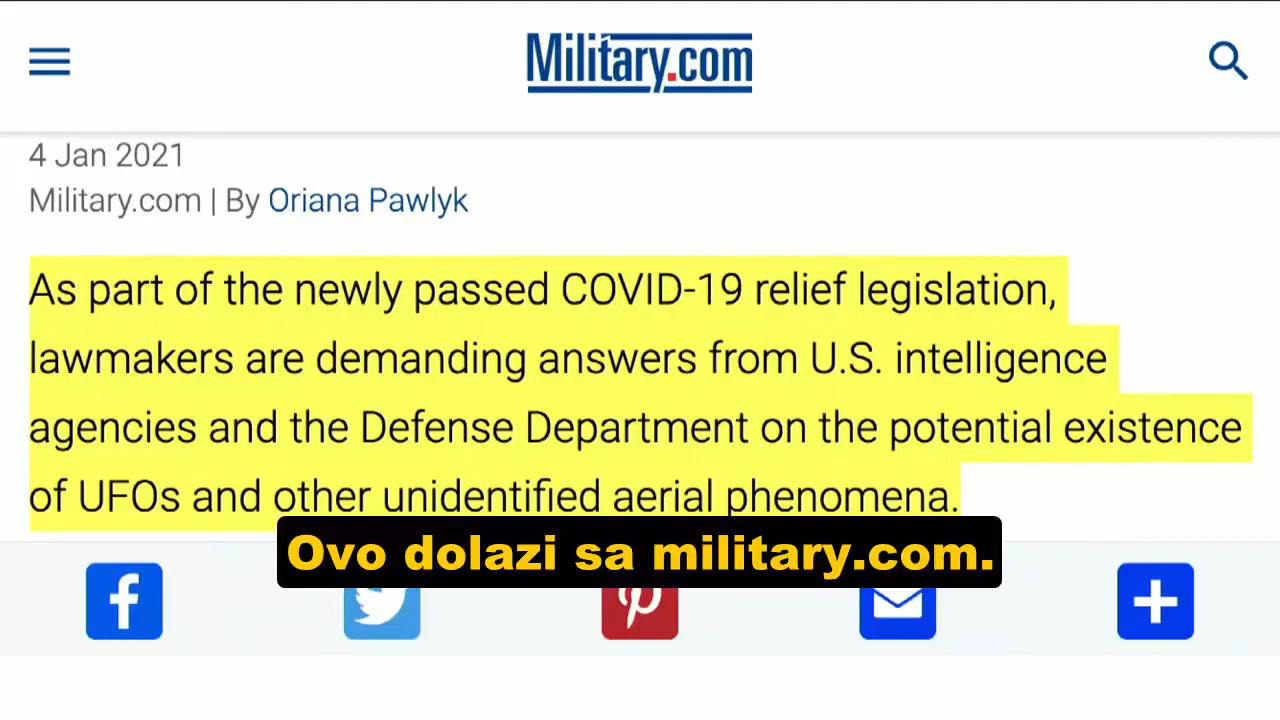 Military.com
4 Jan 2021
Military.com | By Oriana Pawlyk
As part of the newly passed COVID-19 relief legislation,
lawmakers are demanding answers from U.S. intelligence
agencies and the Defense Department on the potential existence
of UFOs and other unidentified aerial phenomena.
Ovo dolazi sa military.com.